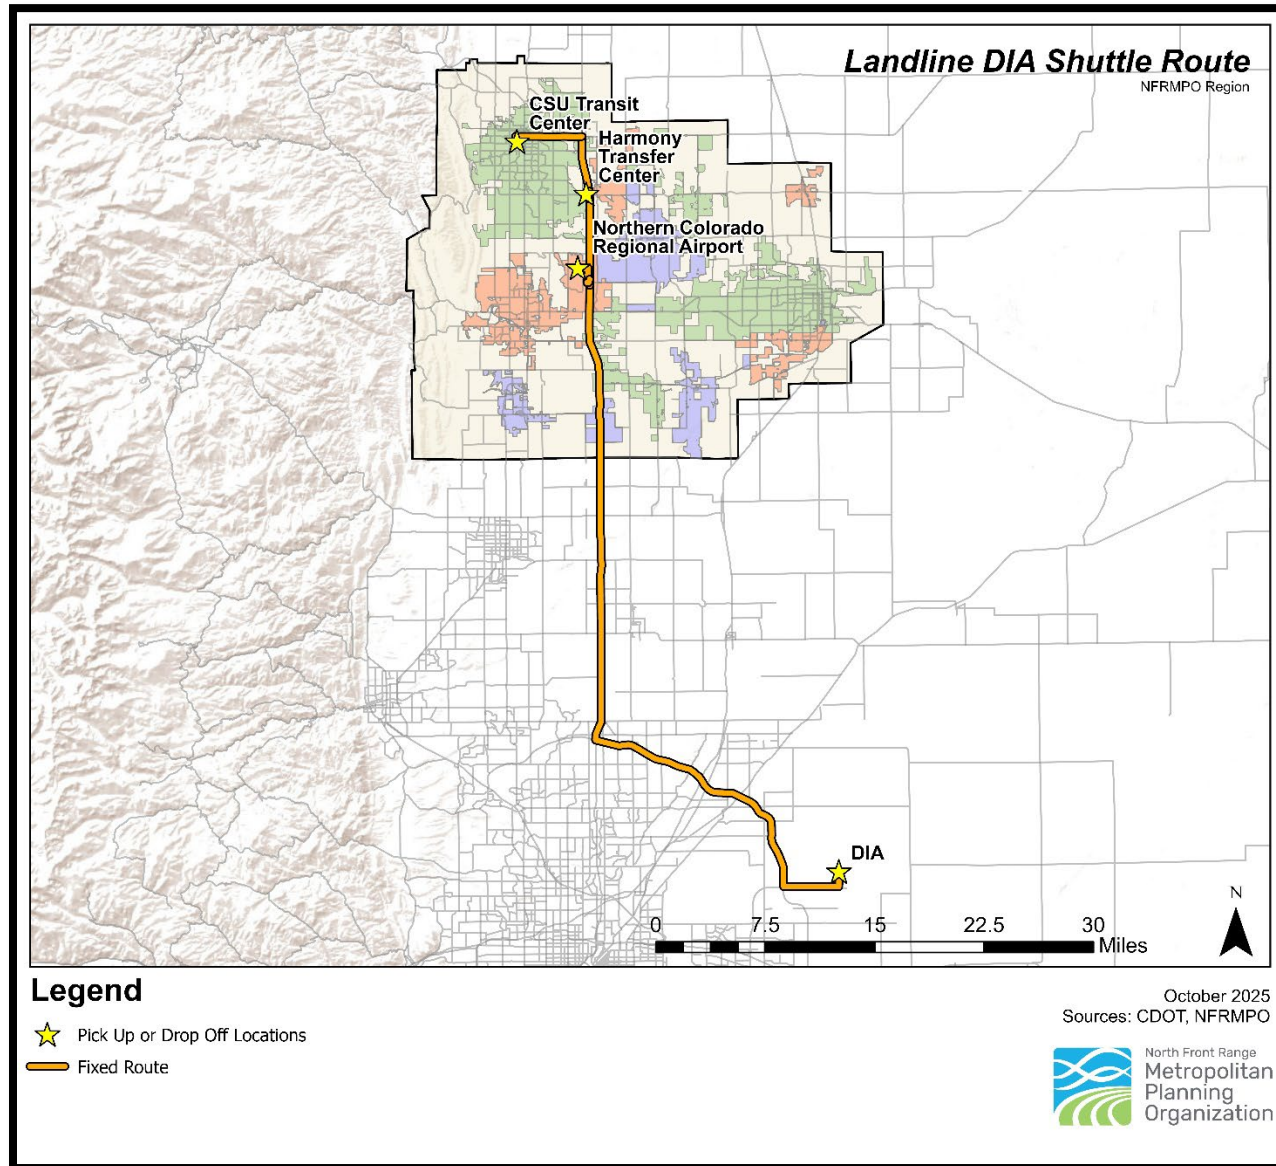 Landline DIA Shuttle Route
NFRMPO Region
CSU Transit
Center
Harmony
Transfer
Center
Northern Colorado
Regional Airport
DIA
N
0 7.5 15 22.5 30
Miles
Legend
Pick Up or Drop Off Locations
Fixed Route
October 2025
Sources: CDOT, NFRMPO
North Front Range
Metropolitan
Planning
Organization